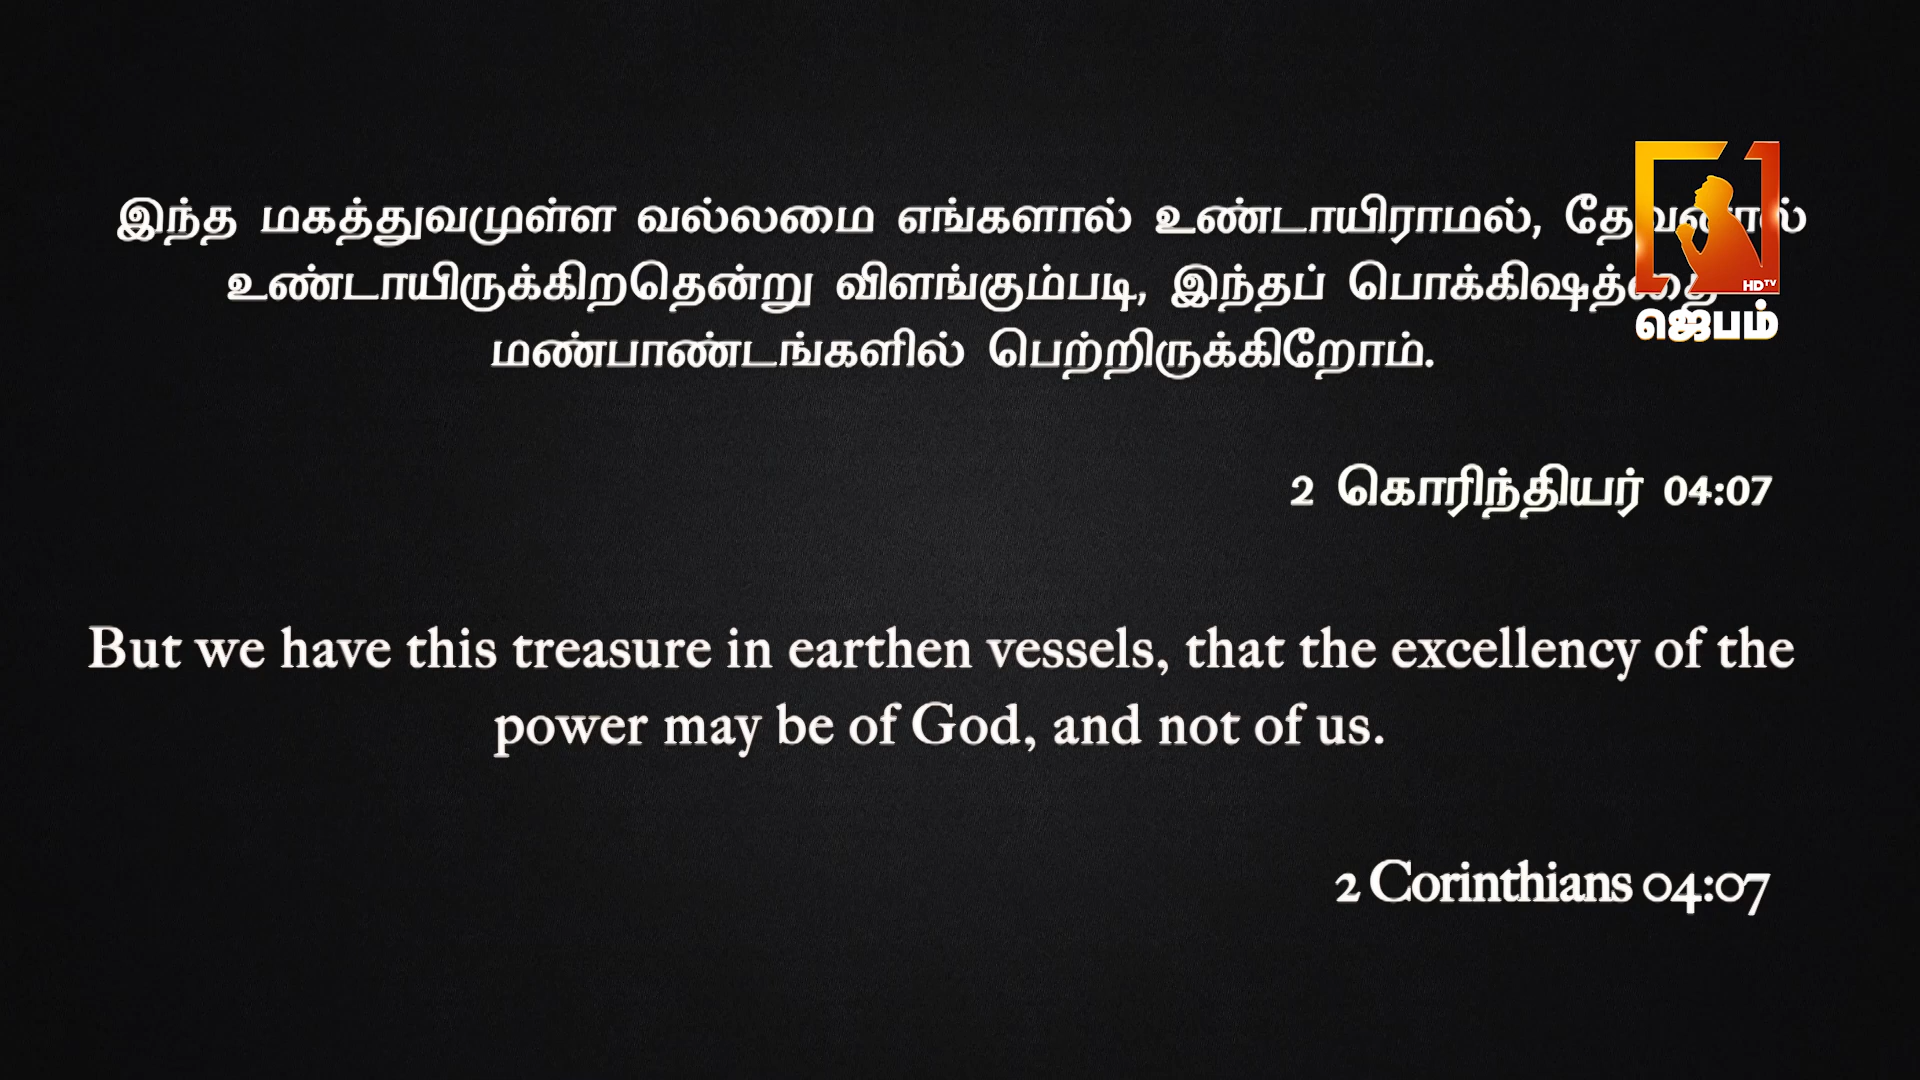 இந்த மகத்துவமுள்ள வல்லமை எங்களால் உண்டாயிராமல், தேவனால்
உண்டாயிருக்கிறதென்று விளங்கும்படி, இந்தப் பொக்கிஷத்தை
HDTV
ஜெபம்
மண்பாண்டங்களில் பெற்றிருக்கிறோம்.
2 கொரிந்தியர் 04:07
But we have this treasure in earthen vessels, that the excellency of the
power may be of God, and not of us.
2 Corinthians 04:07